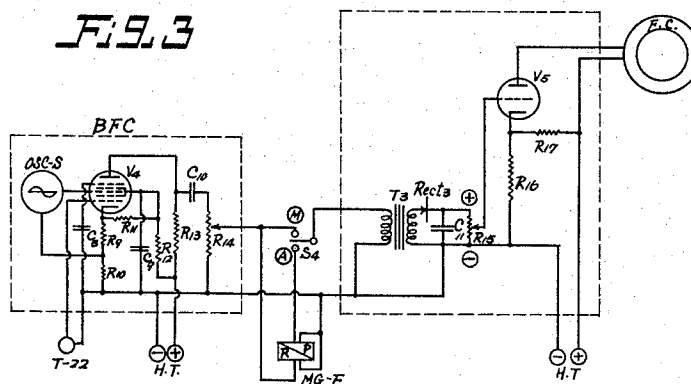 Fig. 3
F.C.
V5
BFC
OSC-S
V4
C10
R17
R16
T3
Rect3
⊕
C8
R9
R11
C9
R12
R13
R14
M
S4
A
C11
R15
⊖
R10
T-22
⊖ ⊕
H.T.
R P
MG-F
⊖ ⊕
H.T.